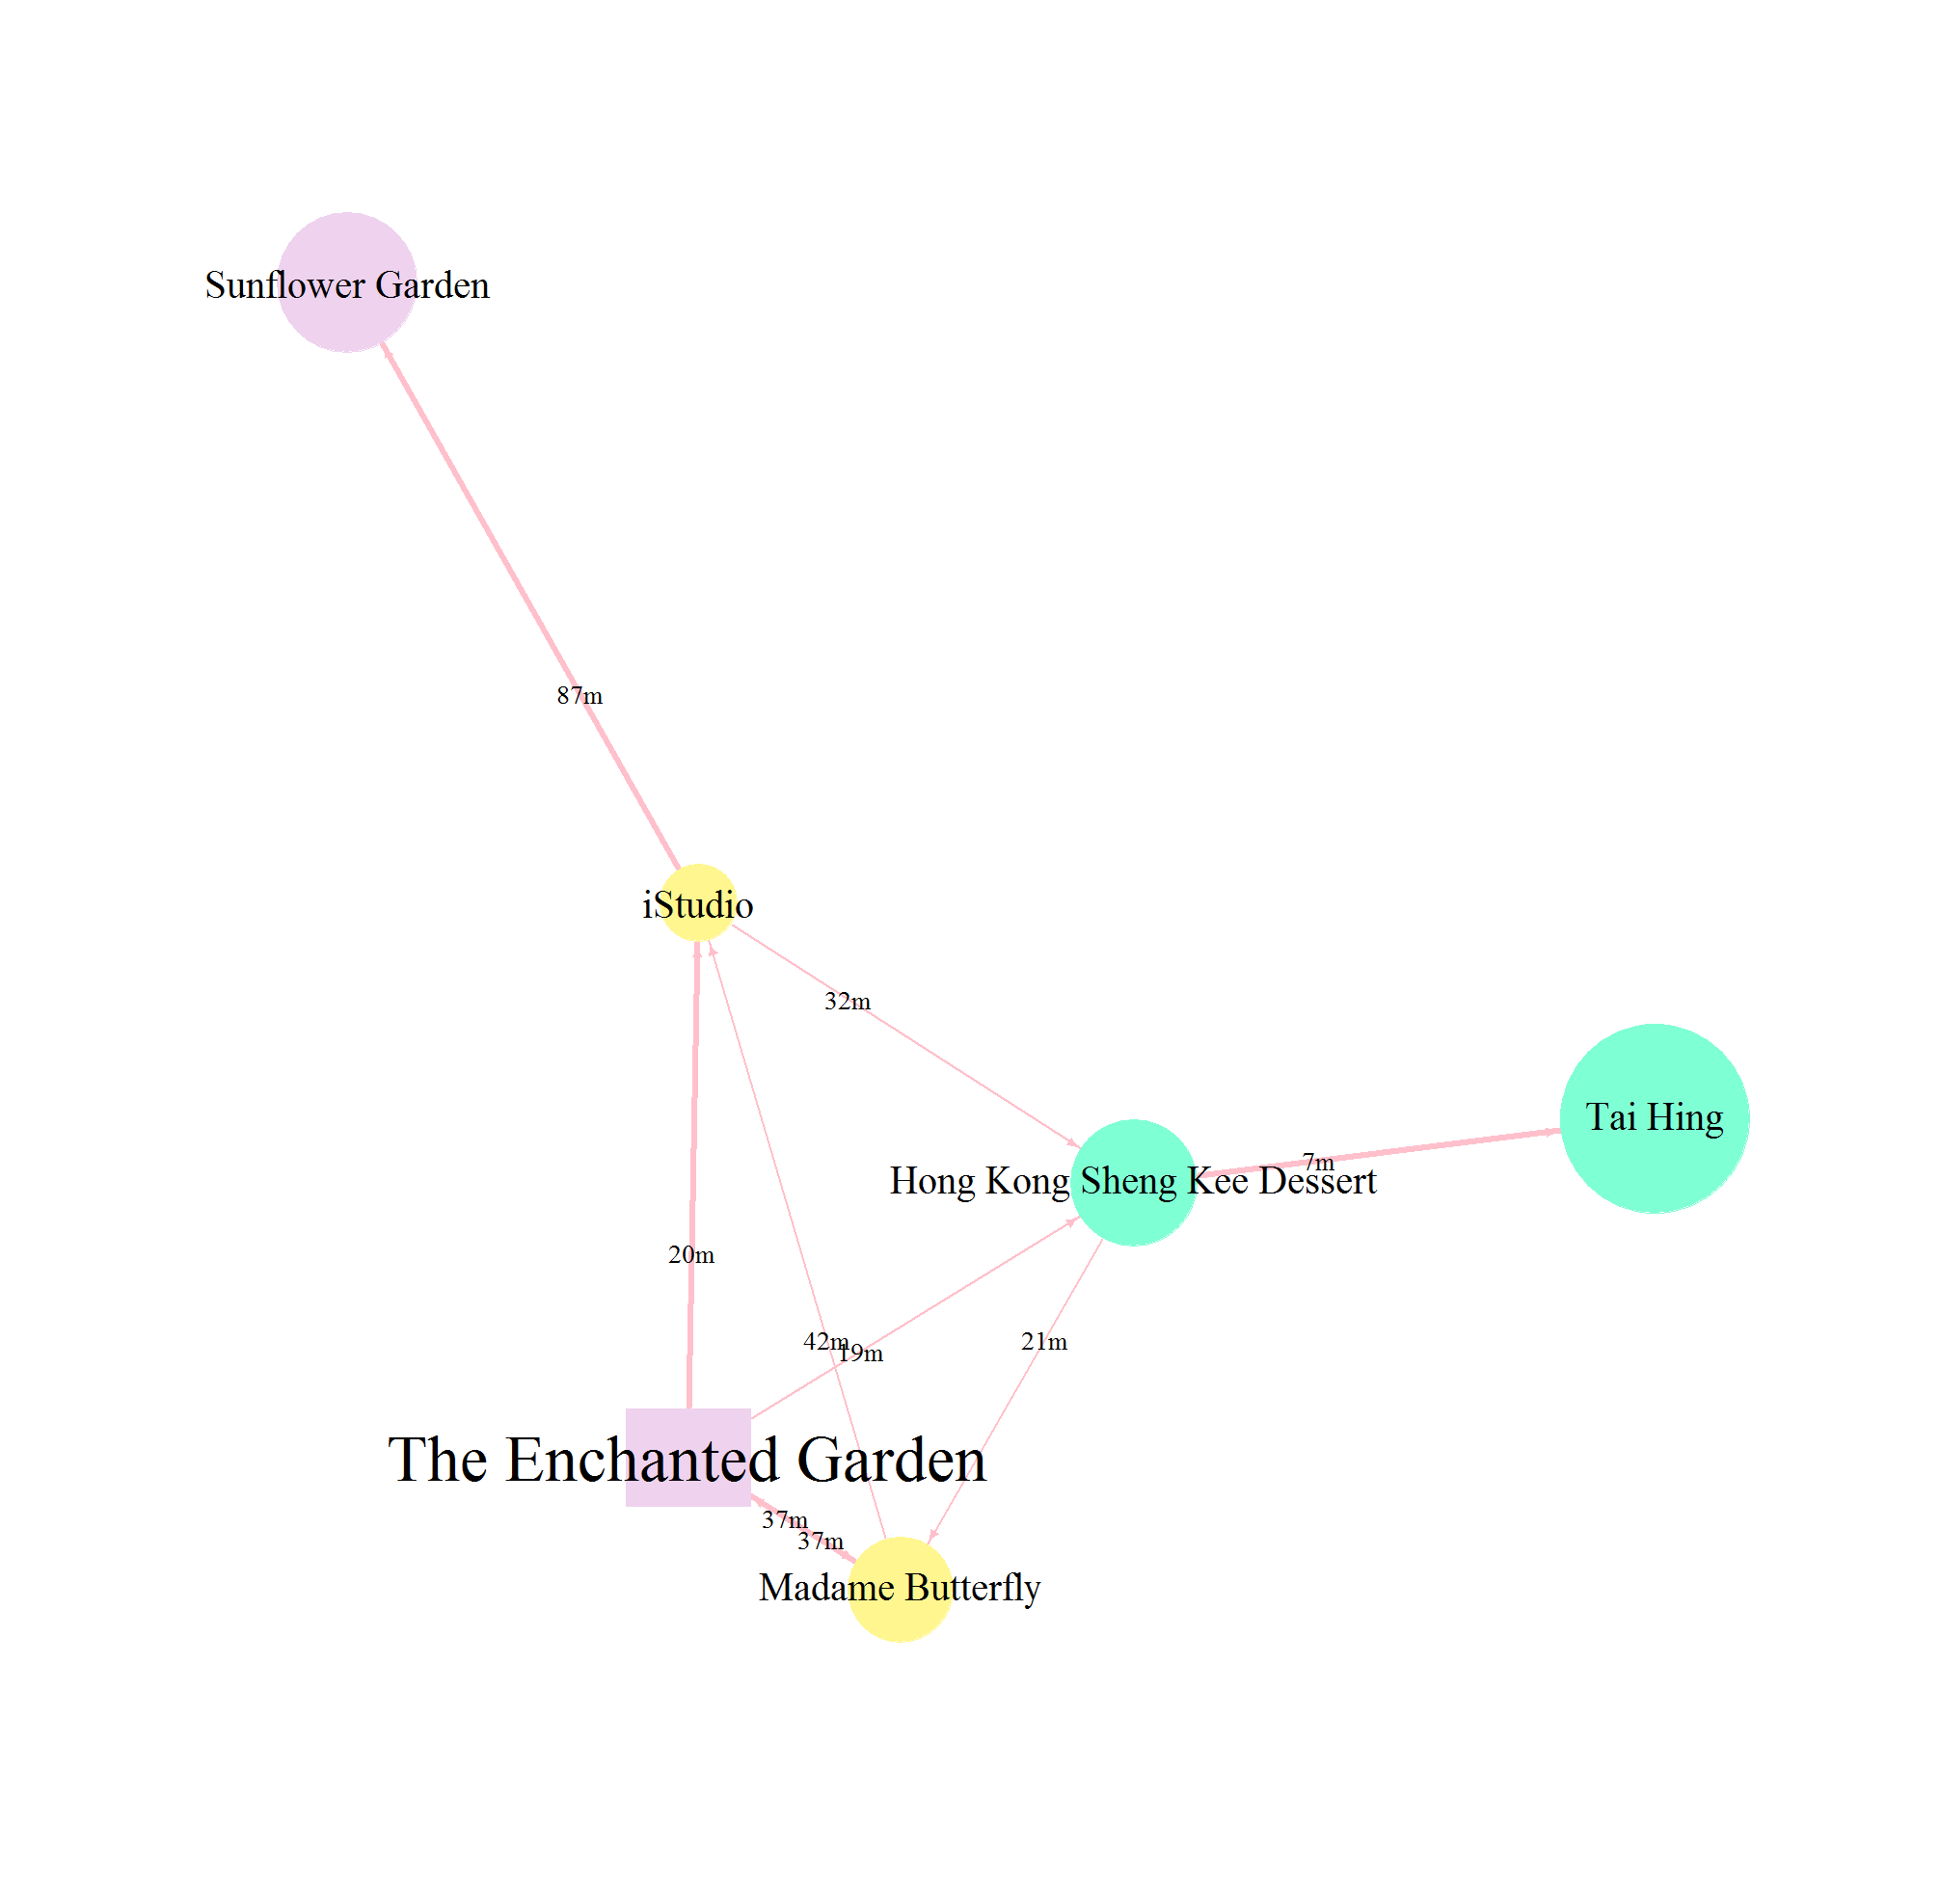 Sunflower Garden
87m
iStudio
32m
Tai Hing
7m
Hong Kong Sheng Kee Dessert
20m
42m
19m
21m
The Enchanted Garden
37m
37m
Madame Butterfly